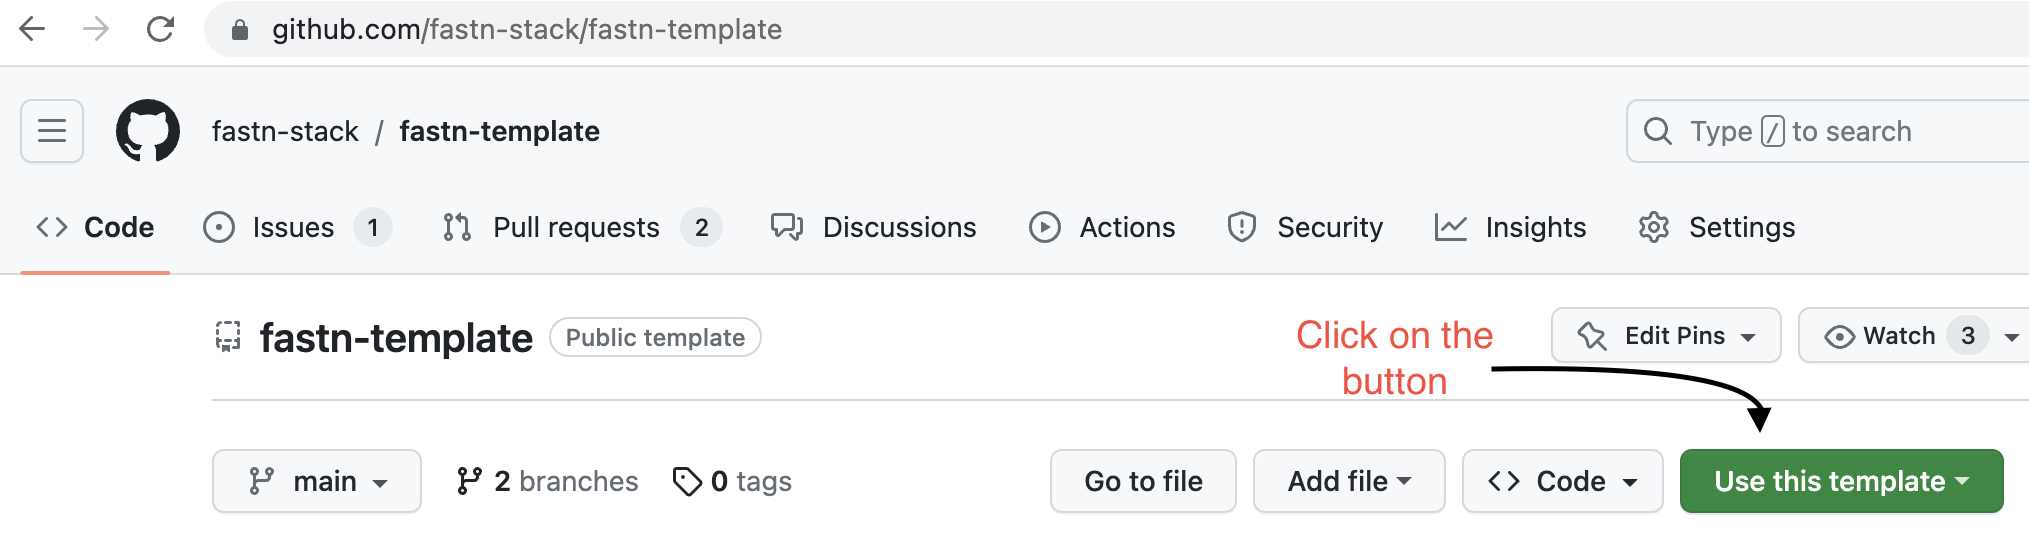 github.com/fastn-stack/fastn-template
fastn-stack / fastn-template
Type / to search
Code
Issues 1
Pull requests 2
Discussions
Actions
Security
Insights
Settings
fastn-template Public template
Click on the
button
Edit Pins
Watch 3
main
2 branches
0 tags
Go to file
Add file
Code
Use this template